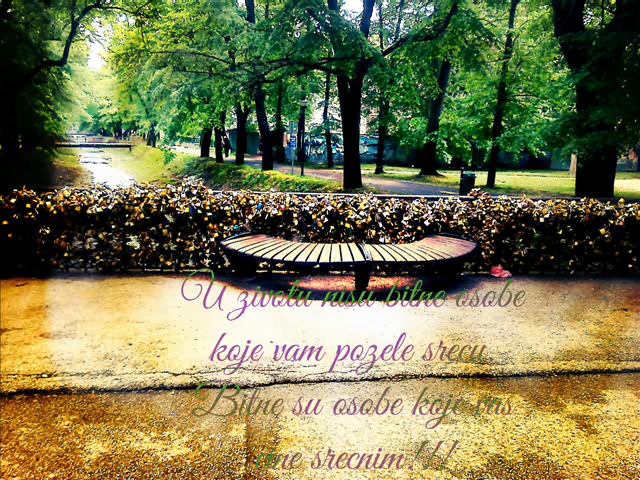 U zivotu nisu bitne osobe
koje vam pozele srecu
Bitne su osobe koje vas
cine srecnim!!!